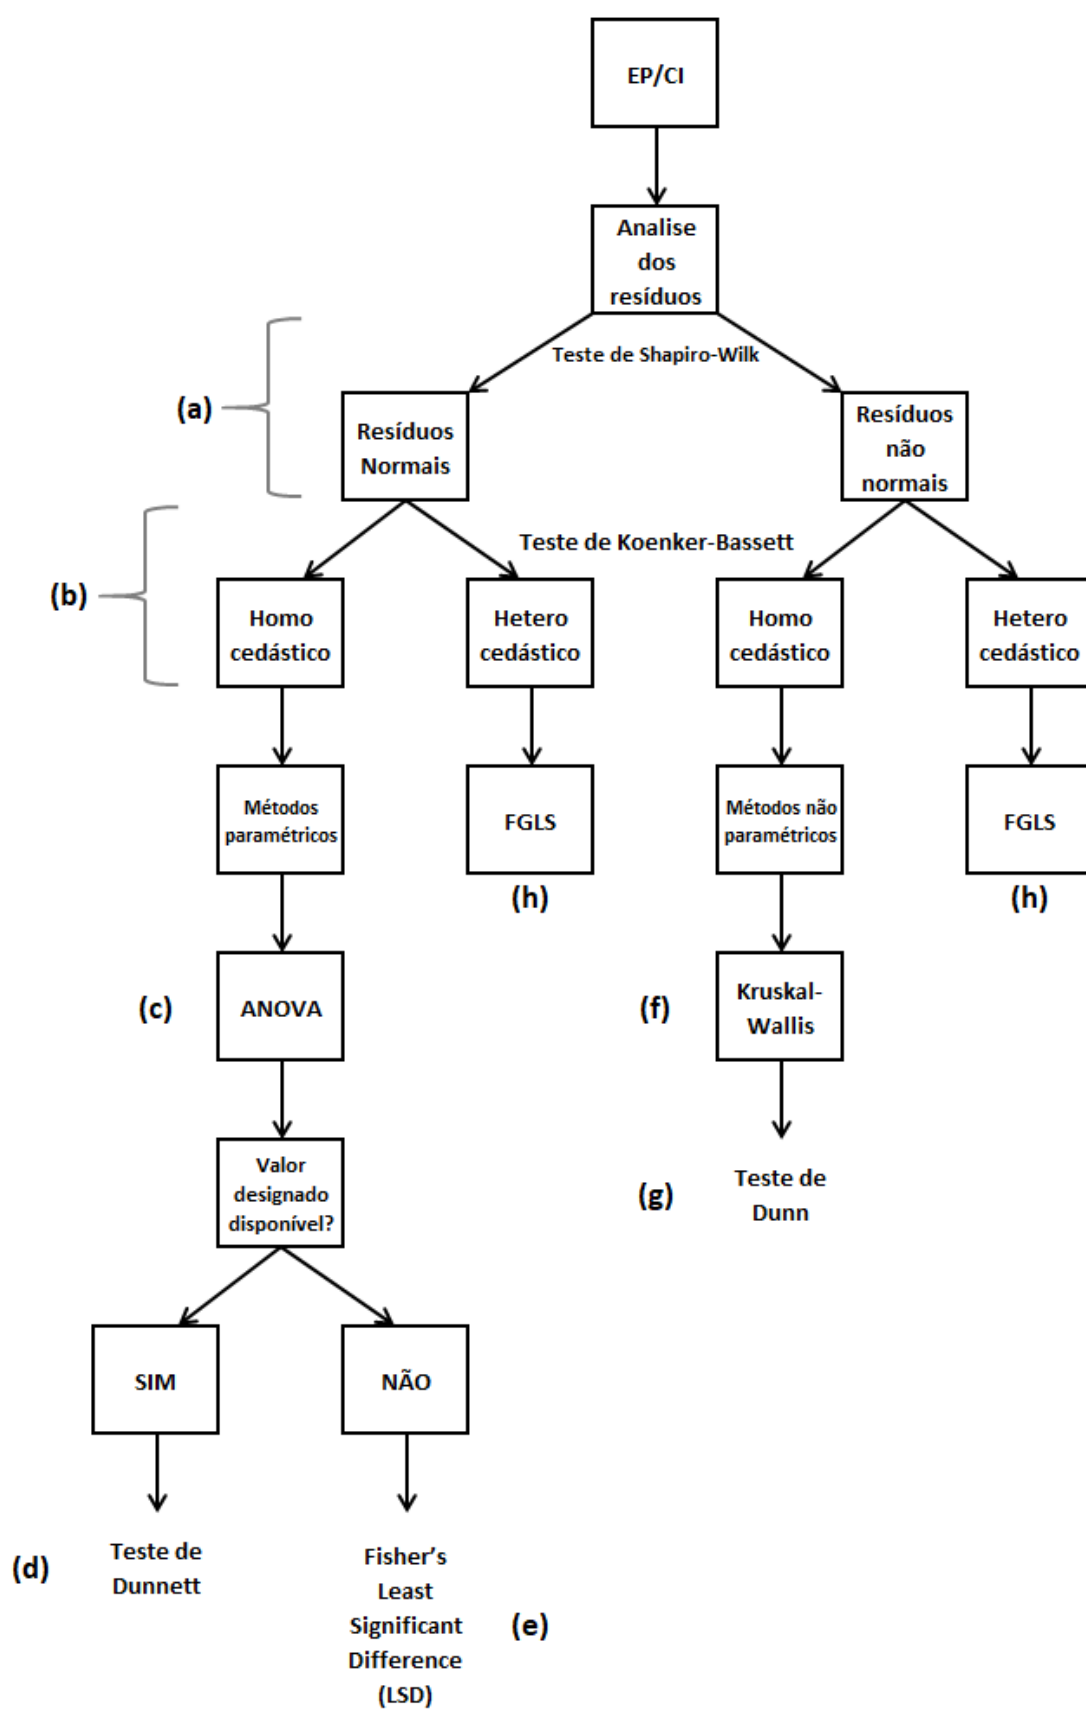 EP/CI
Analise
dos
resíduos
Teste de Shapiro-Wilk
(a)
Resíduos
Normais
Resíduos
não
normais
Teste de Koenker-Bassett
(b)
Homo
cedástico
Hetero
cedástico
Homo
cedástico
Hetero
cedástico
Métodos
paramétricos
FGLS
Métodos não
paramétricos
FGLS
(h)
(h)
(c)
ANOVA
(f)
Kruskal-
Wallis
Valor
designado
disponível?
(g)
Teste de
Dunn
SIM
NÃO
(d)
Teste de
Dunnett
Fisher’s
Least
Significant
Difference
(LSD)
(e)